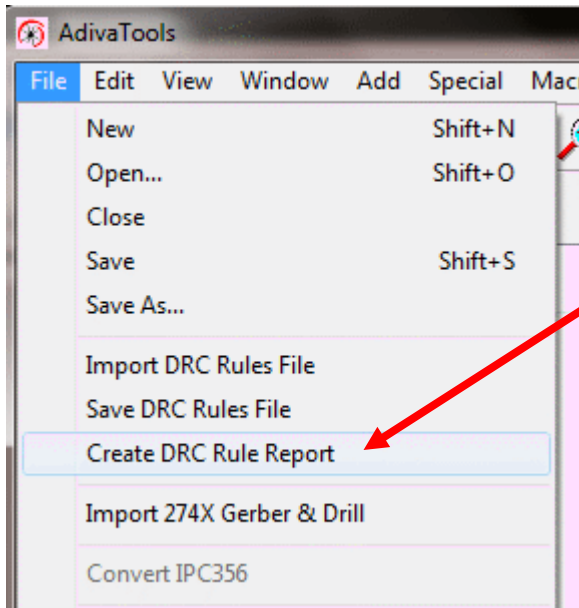 AdivaTools
File Edit View Window Add Special
New Shift+N
Open... Shift+O
Close
Save Shift+S
Save As...
Import DRC Rules File
Save DRC Rules File
Create DRC Rule Report
Import 274X Gerber & Drill
Convert IPC356